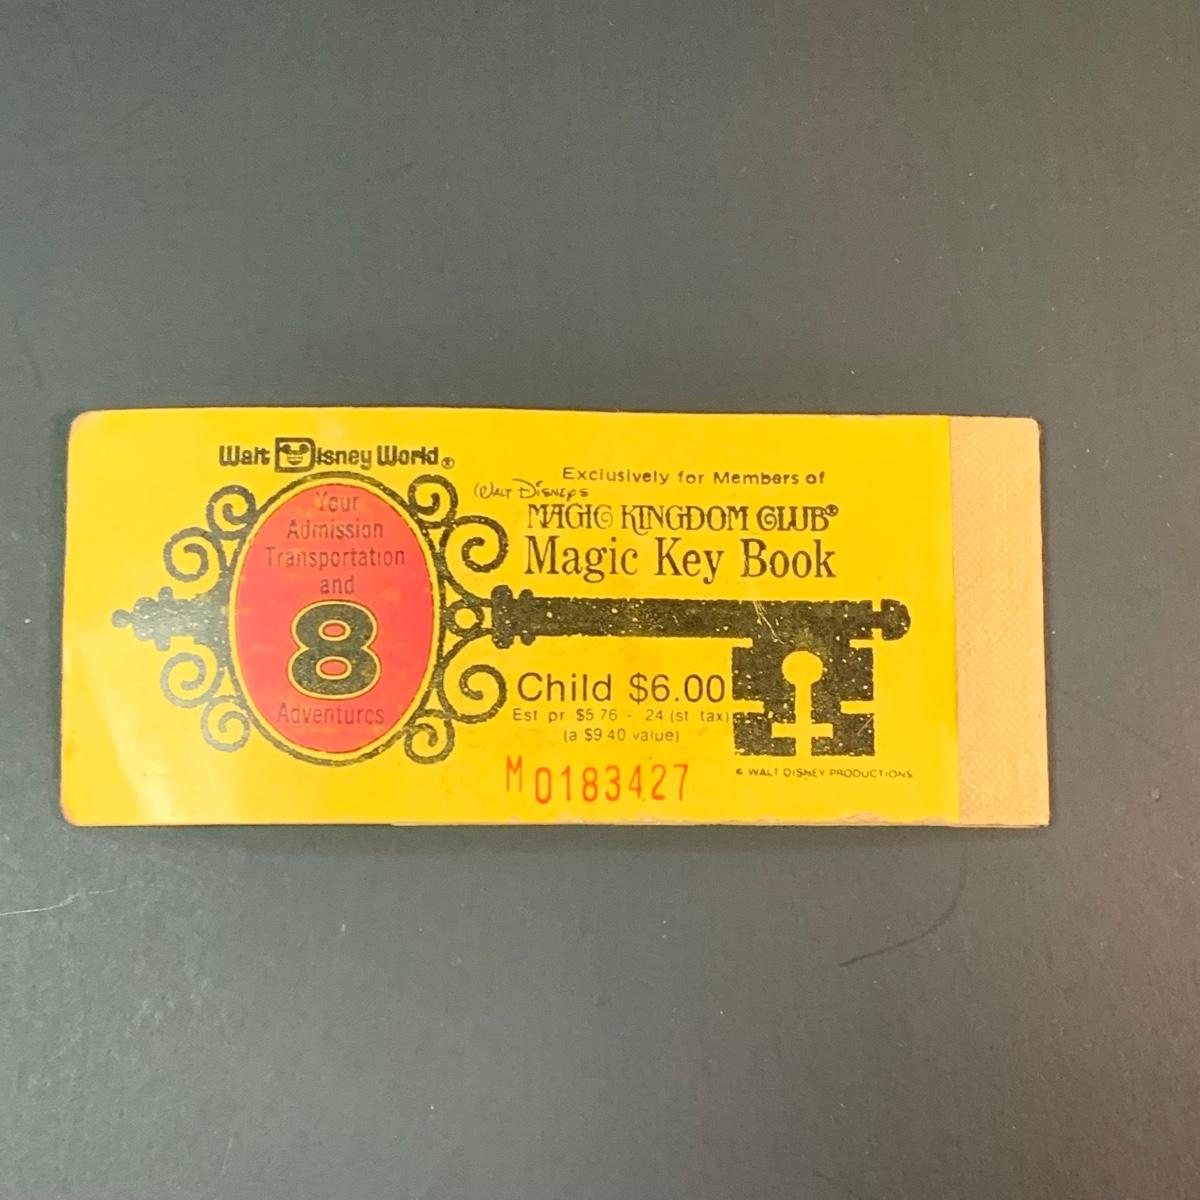 Walt Disney World®
Your
Admission
Transportation
and
8
Adventures
Exclusively for Members of
Walt Disney's
MAGIC KINGDOM CLUB®
Magic Key Book
Child $6.00
Est pr $5 76 - 24 (st tax)
(a $9 40 value)
M0183427
© WALT DISNEY PRODUCTIONS